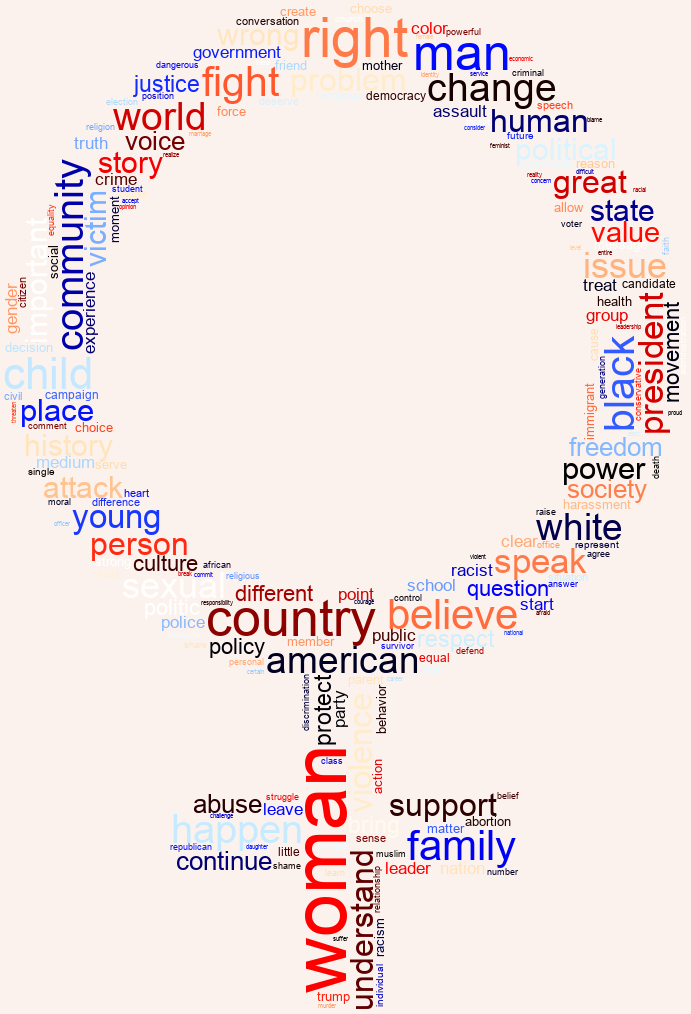 create
choose
conversation
wrong
right
color
powerful
government
friend
mother
man
economic
dangerous
justice
fight
problem
identity
service
criminal
position
deserve
democracy
change
election
world
force
assault
speech
religion
voice
marriage
human
blame
truth
consider
future
feminist
political
story
realize
reason
crime
reality
difficult
community
victim
student
concern
great
racial
accept
opinion
moment
equality
allow
state
social
important
voter
value
faith
level
entire
experience
issue
gender
citizen
treat
candidate
health
decision
group
leadership
president
movement
child
cause
black
generation
civil
campaign
conservative
immigrant
place
threaten
proud
comment
choice
history
freedom
medium
serve
single
power
death
attack
heart
society
moral
difference
harassment
young
raise
white
officer
clear
office
represent
person
violent
agree
strong
culture
african
speak
break
commit
religious
racist
sexual
school
question
answer
different
point
control
start
politic
responsibility
courage
afraid
police
country
believe
national
public
respect
member
survivor
defend
policy
personal
american
equal
certain
career
discrimination
protect
party
parent
behavior
violence
class
action
woman
abuse
struggle
leave
support
belief
challenge
bring
abortion
happen
matter
republican
daughter
sense
family
continue
little
muslim
shame
learn
leader
nation
number
understand
relationship
suffer
racism
individual
trump
murder